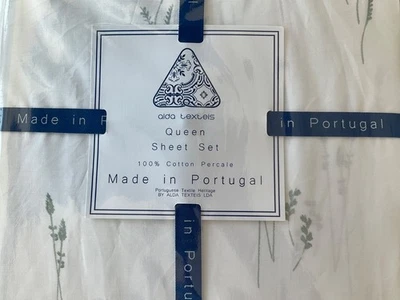 alda texteis
Queen
Sheet Set
100% Cotton Percale
Made in Portugal
Portuguese Textile Heritage
BY ALDA TEXTEIS LDA
Made in P
in Portugal
in Portu